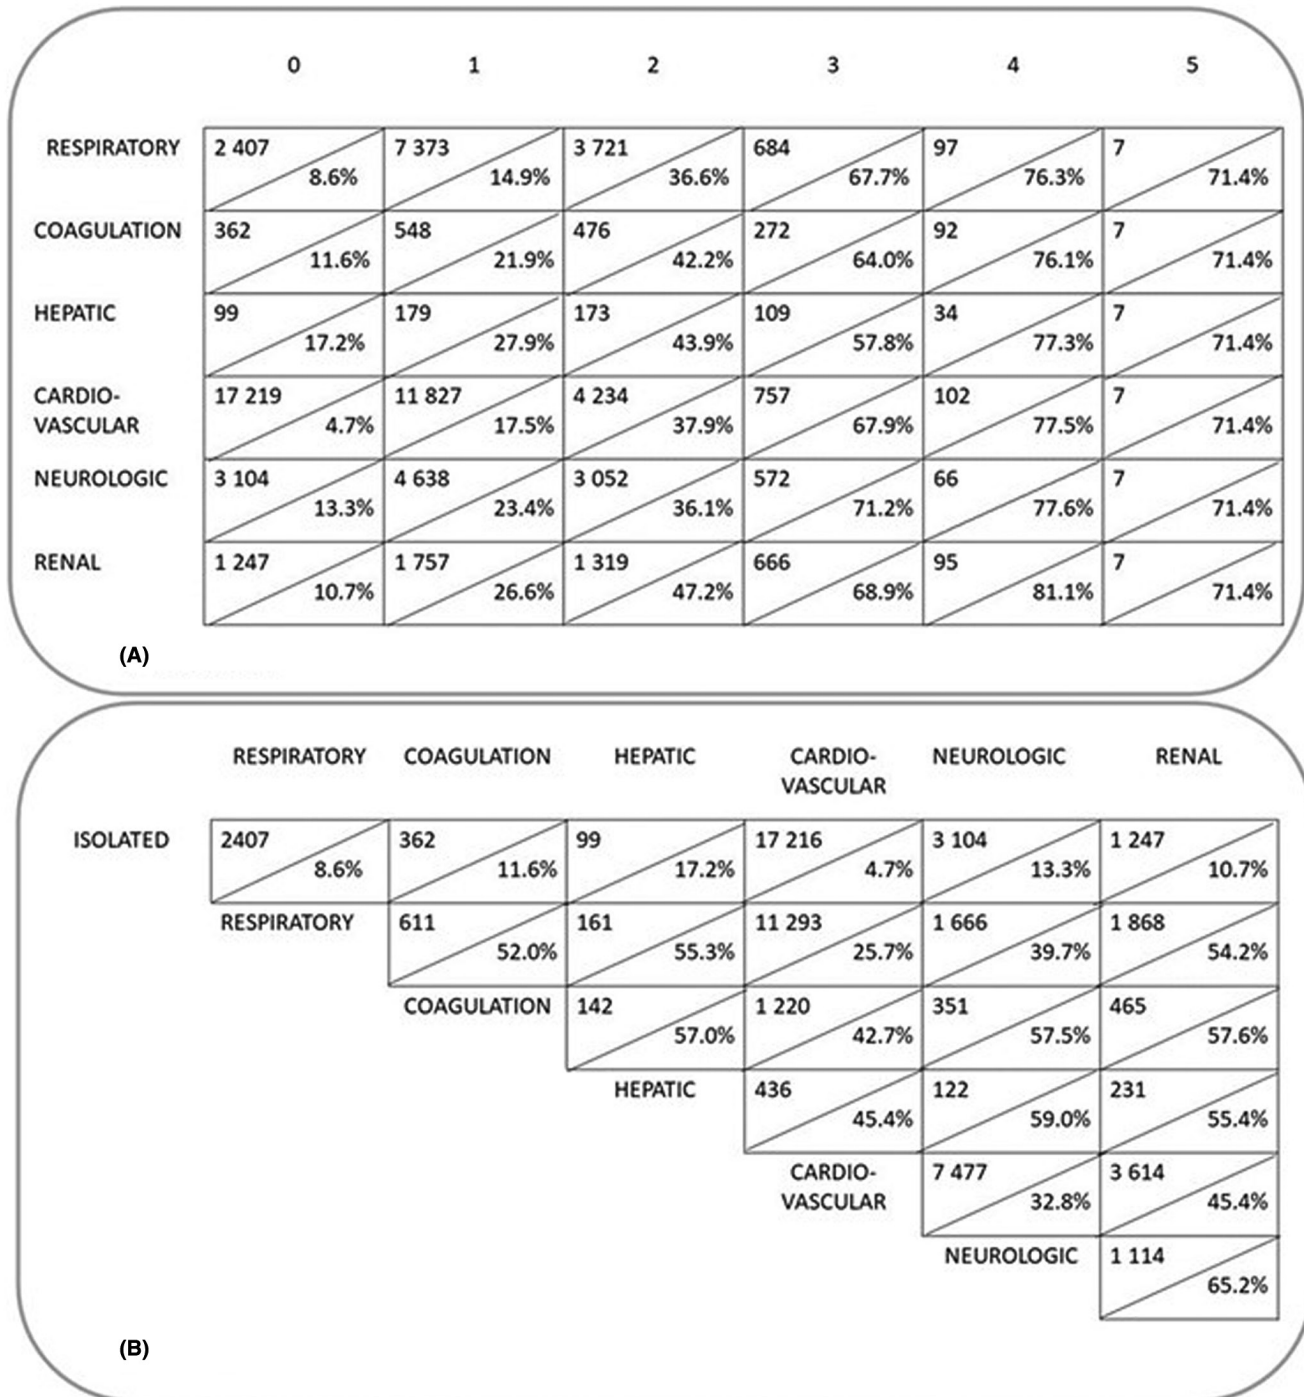 0 1 2 3 4 5
RESPIRATORY 2 407 8.6% 7 373 14.9% 3 721 36.6% 684 67.7% 97 76.3% 7 71.4%
COAGULATION 362 11.6% 548 21.9% 476 42.2% 272 64.0% 92 76.1% 7 71.4%
HEPATIC 99 17.2% 179 27.9% 173 43.9% 109 57.8% 34 77.3% 7 71.4%
CARDIO-
VASCULAR 17 219 4.7% 11 827 17.5% 4 234 37.9% 757 67.9% 102 77.5% 7 71.4%
NEUROLOGIC 3 104 13.3% 4 638 23.4% 3 052 36.1% 572 71.2% 66 77.6% 7 71.4%
RENAL 1 247 10.7% 1 757 26.6% 1 319 47.2% 666 68.9% 95 81.1% 7 71.4%
(A)
RESPIRATORY COAGULATION HEPATIC CARDIO-
VASCULAR NEUROLOGIC RENAL
ISOLATED 2407 8.6% 362 11.6% 99 17.2% 17 216 4.7% 3 104 13.3% 1 247 10.7%
RESPIRATORY 611 52.0% 161 55.3% 11 293 25.7% 1 666 39.7% 1 868 54.2%
COAGULATION 142 57.0% 1 220 42.7% 351 57.5% 465 57.6%
HEPATIC 436 45.4% 122 59.0% 231 55.4%
CARDIO-
VASCULAR 7 477 32.8% 3 614 45.4%
NEUROLOGIC 1 114 65.2%
(B)